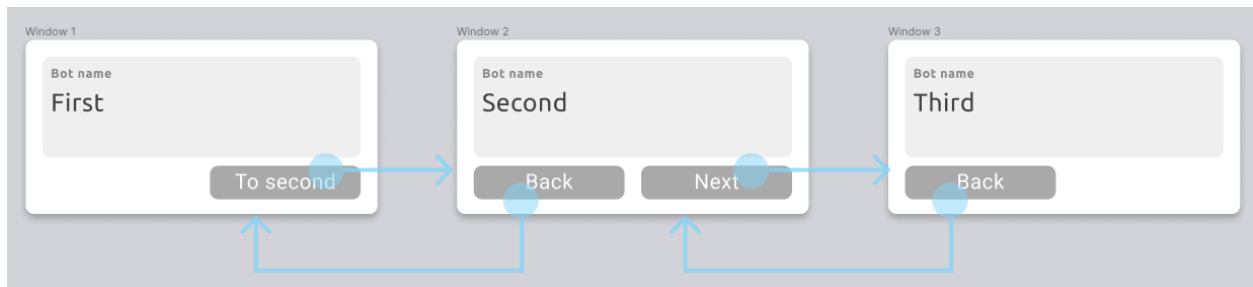 Window 1
Bot name
First
To second
Window 2
Bot name
Second
Back
Next
Window 3
Bot name
Third
Back